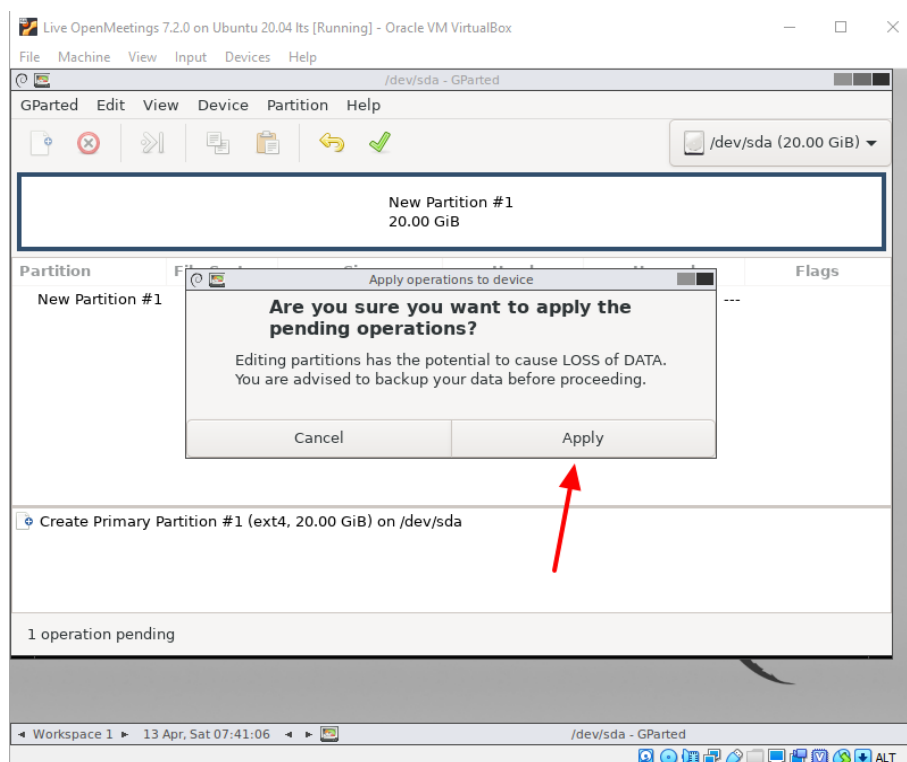 Live OpenMeetings 7.2.0 on Ubuntu 20.04 lts [Running] - Oracle VM VirtualBox
File Machine View Input Devices Help
/dev/sda - GParted
GParted Edit View Device Partition Help
/dev/sda (20.00 GiB)
New Partition #1
20.00 GiB
Partition Flags
New Partition #1 ---
Apply operations to device
Are you sure you want to apply the
pending operations?
Editing partitions has the potential to cause LOSS of DATA.
You are advised to backup your data before proceeding.
Cancel Apply
Create Primary Partition #1 (ext4, 20.00 GiB) on /dev/sda
1 operation pending
Workspace 1 13 Apr, Sat 07:41:06 /dev/sda - GParted
ALT